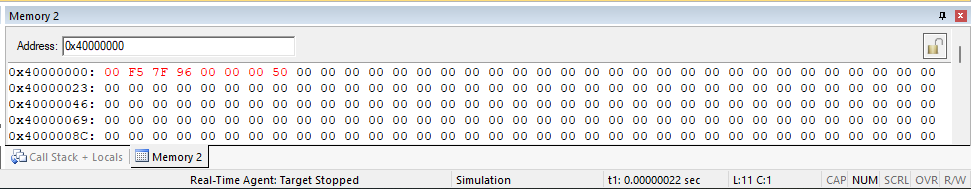 Memory 2
Address: 0x40000000
0x40000000: 00 F5 7F 96 00 00 00 50 00 00 00 00 00 00 00 00 00 00 00 00 00 00 00 00 00 00 00 00 00 00 00 00 00 00 00
0x40000023: 00 00 00 00 00 00 00 00 00 00 00 00 00 00 00 00 00 00 00 00 00 00 00 00 00 00 00 00 00 00 00 00 00 00 00
0x40000046: 00 00 00 00 00 00 00 00 00 00 00 00 00 00 00 00 00 00 00 00 00 00 00 00 00 00 00 00 00 00 00 00 00 00 00
0x40000069: 00 00 00 00 00 00 00 00 00 00 00 00 00 00 00 00 00 00 00 00 00 00 00 00 00 00 00 00 00 00 00 00 00 00 00
0x4000008C: 00 00 00 00 00 00 00 00 00 00 00 00 00 00 00 00 00 00 00 00 00 00 00 00 00 00 00 00 00 00 00 00 00 00 00
Call Stack + Locals Memory 2
Real-Time Agent: Target Stopped Simulation t1: 0.00000022 sec L:11 C:1 CAP NUM SCRL OVR R/W